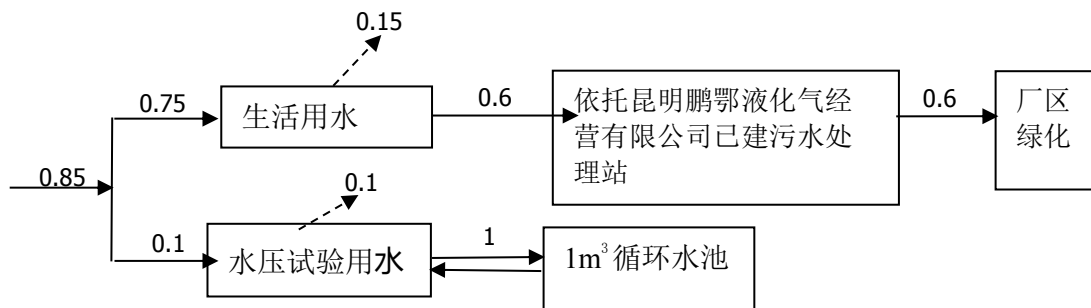 0.15
0.75
生活用水
0.6
依托昆明鹏鄂液化气经
营有限公司已建污水处
理站
0.6
厂区
绿化
0.85
0.1
0.1
水压试验用水
1
1m³循环水池